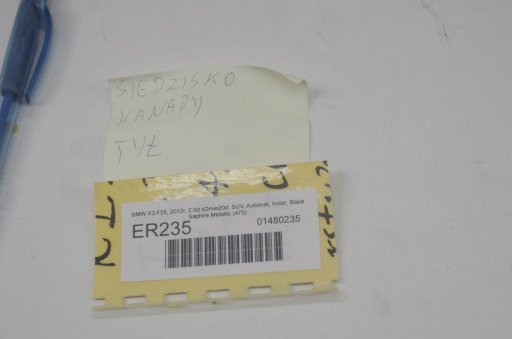 SIEDZISKO
KANAPY
TYŁ
BMW X3 F25, 2012r, 2.0d xDrive20d, SUV, Automat, Kolor: Black
Saphire Metallic (475)
ER235
01480235